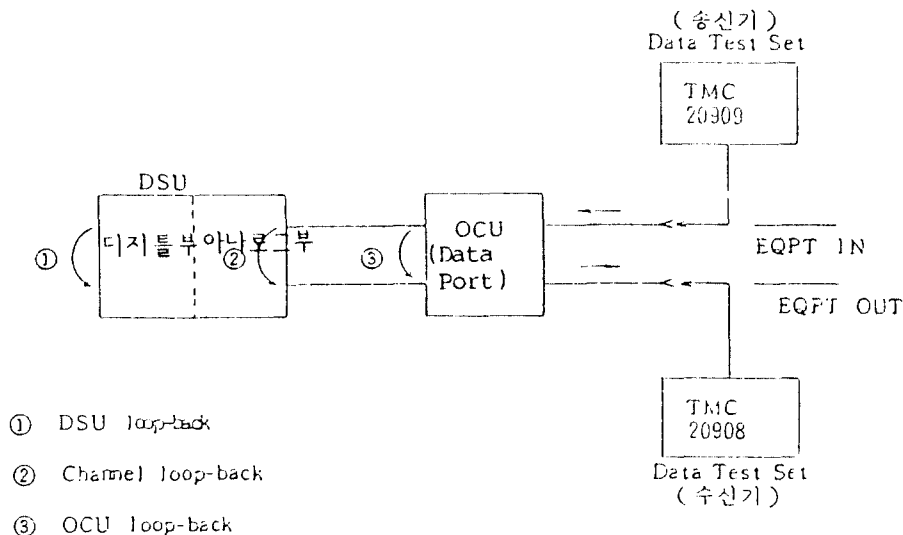 (송신기)
Data Test Set
TMC
20909
DSU
디지틀부 아나로그부
① ② ③
OCU
(Data
Port)
EQPT IN
EQPT OUT
TMC
20908
Data Test Set
(수신기)
① DSU loop-back
② Channel loop-back
③ OCU loop-back